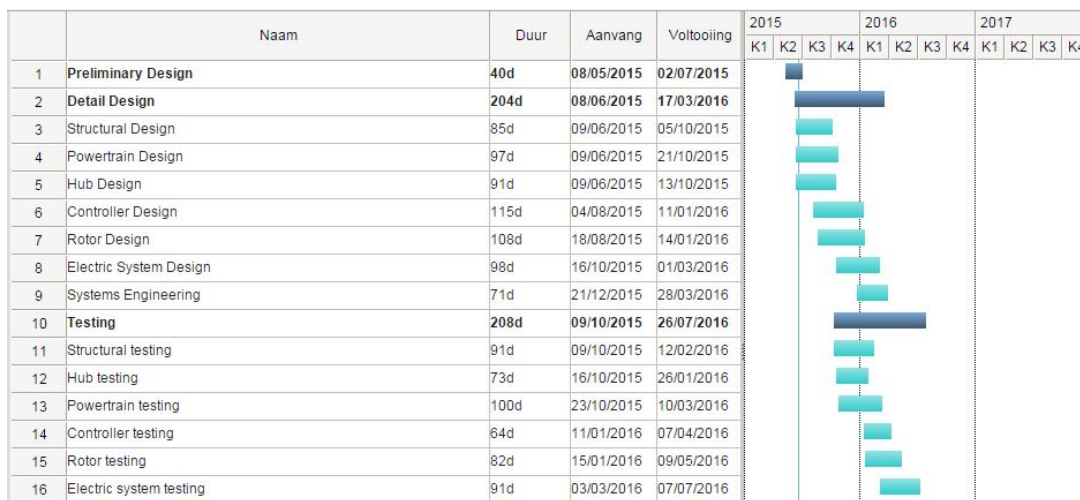 Naam Duur Aanvang Voltooiing 2015 2016 2017
K1 K2 K3 K4 K1 K2 K3 K4 K1 K2 K3 K4
1 Preliminary Design 40d 08/05/2015 02/07/2015
2 Detail Design 204d 08/06/2015 17/03/2016
3 Structural Design 85d 09/06/2015 05/10/2015
4 Powertrain Design 97d 09/06/2015 21/10/2015
5 Hub Design 91d 09/06/2015 13/10/2015
6 Controller Design 115d 04/08/2015 11/01/2016
7 Rotor Design 108d 18/08/2015 14/01/2016
8 Electric System Design 98d 16/10/2015 01/03/2016
9 Systems Engineering 71d 21/12/2015 28/03/2016
10 Testing 208d 09/10/2015 26/07/2016
11 Structural testing 91d 09/10/2015 12/02/2016
12 Hub testing 73d 16/10/2015 26/01/2016
13 Powertrain testing 100d 23/10/2015 10/03/2016
14 Controller testing 64d 11/01/2016 07/04/2016
15 Rotor testing 82d 15/01/2016 09/05/2016
16 Electric system testing 91d 03/03/2016 07/07/2016